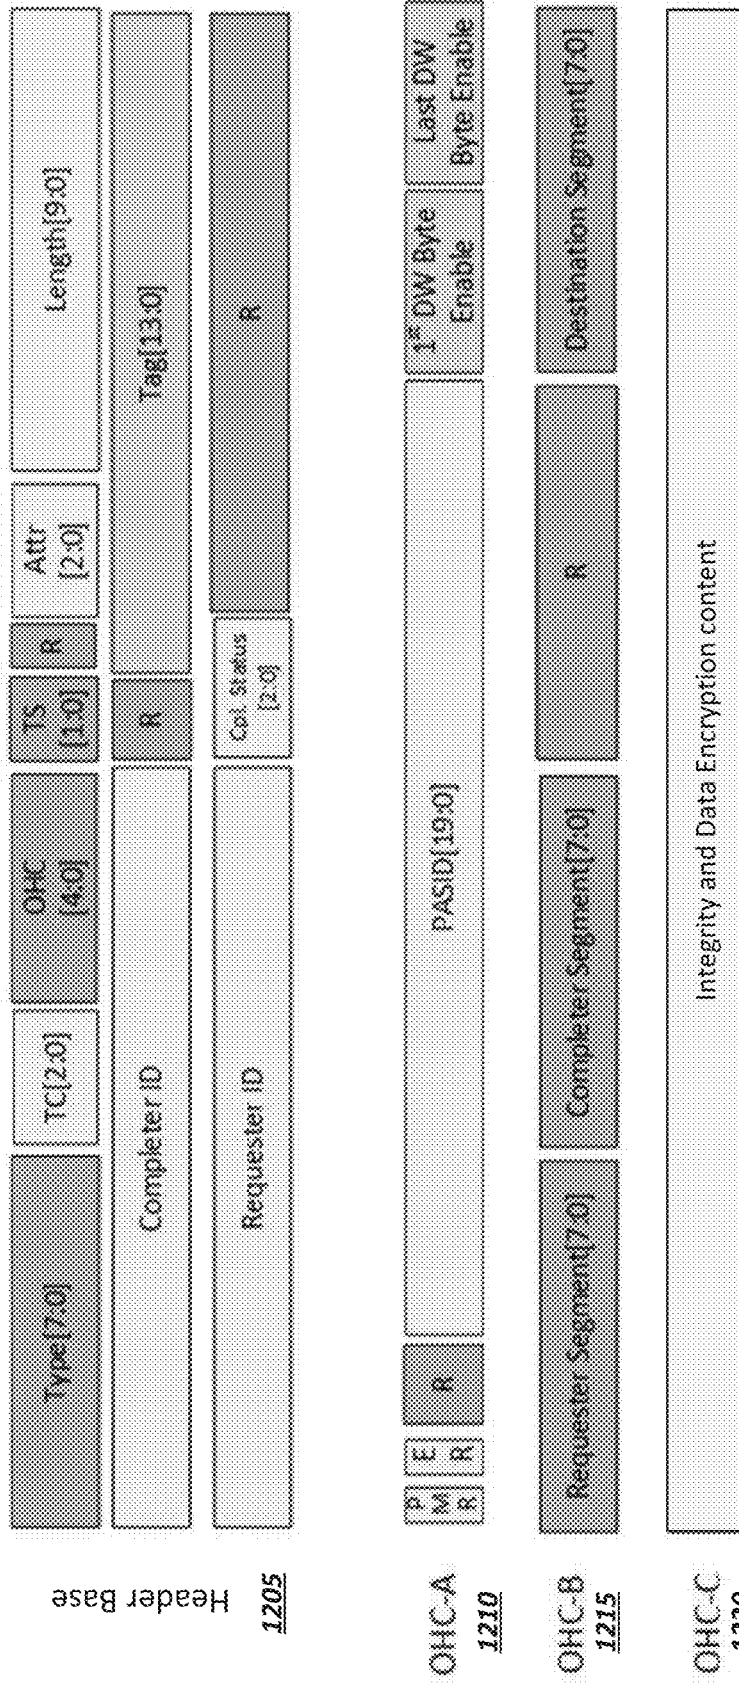 Header Base
1205
Type[7:0]
TC[2:0]
OHC
[4:0]
TS
[1:0]
R
Attr
[2:0]
Length[9:0]
Completer ID
R
Tag[13:0]
Requester ID
Cpl. Status
[2:0]
R
OHC-A
1210
P
M
R
E
R
R
PASID[19:0]
1st DW Byte
Enable
Last DW
Byte Enable
OHC-B
1215
Requester Segment[7:0]
Completer Segment[7:0]
R
Destination Segment[7:0]
OHC-C
Integrity and Data Encryption content